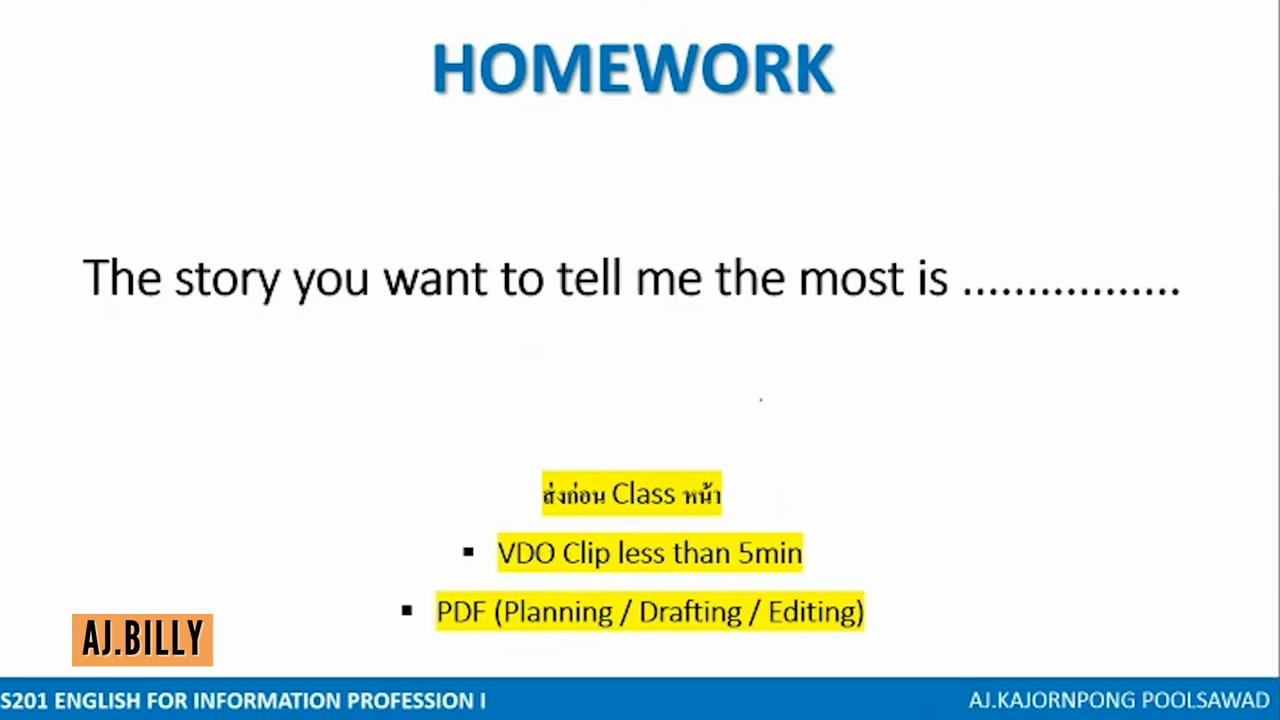 HOMEWORK
The story you want to tell me the most is .................
ส่งก่อน Class หน้า
▪ VDO Clip less than 5min
▪ PDF (Planning / Drafting / Editing)
AJ.BILLY
S201 ENGLISH FOR INFORMATION PROFESSION I
AJ.KAJORNPONG POOLSAWAD